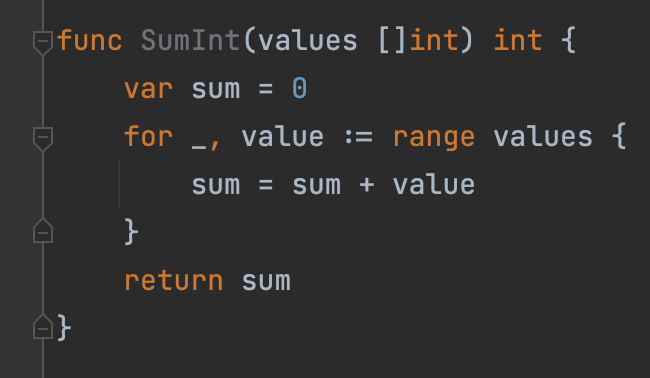 func SumInt(values []int) int {
    var sum = 0
    for _, value := range values {
        sum = sum + value
    }
    return sum
}